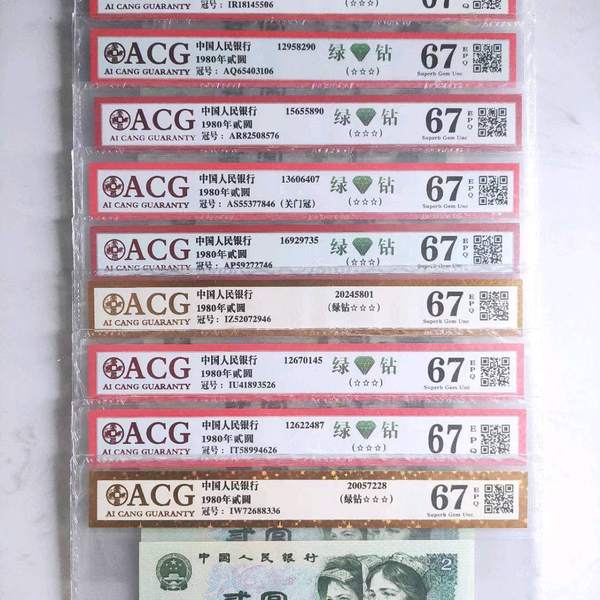 AI CANG GUARANTY 冠号：IR18145506 67 Superb Gem Unc
ACG 中国人民银行 12958290 绿 钻 67 EPQ
1980年贰圆
AI CANG GUARANTY 冠号：AQ65403106 (☆☆☆) Superb Gem Unc
ACG 中国人民银行 15655890 绿 钻 67 EPQ
1980年贰圆
AI CANG GUARANTY 冠号：AR82508576 (☆☆☆) Superb Gem Unc
ACG 中国人民银行 13606407 绿 钻 67 EPQ
1980年贰圆
AI CANG GUARANTY 冠号：AS55377846 (关门冠) (☆☆☆) Superb Gem Unc
ACG 中国人民银行 16929735 绿 钻 67 EPQ
1980年贰圆
AI CANG GUARANTY 冠号：AP59272746 (☆☆☆) Superb Gem Unc
ACG 中国人民银行 20245801 67 EPQ
1980年贰圆 (绿钻☆☆☆)
AI CANG GUARANTY 冠号：IZ52072946 Superb Gem Unc
ACG 中国人民银行 12670145 绿 钻 67 EPQ
1980年贰圆
AI CANG GUARANTY 冠号：IU41893526 (☆☆☆) Superb Gem Unc
ACG 中国人民银行 12622487 绿 钻 67 EPQ
1980年贰圆
AI CANG GUARANTY 冠号：IT58994626 (☆☆☆) Superb Gem Unc
ACG 中国人民银行 20057228 67 EPQ
1980年贰圆 (绿钻☆☆☆)
AI CANG GUARANTY 冠号：IW72688336 Superb Gem Unc
中国人民银行 2
贰圆